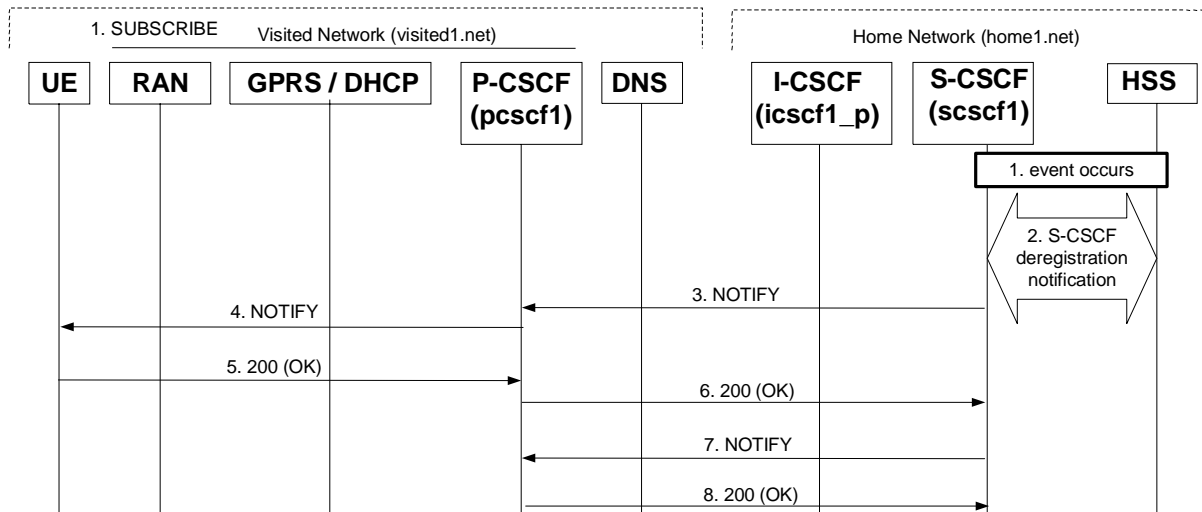 1. SUBSCRIBE
Visited Network (visited1.net)
Home Network (home1.net)
UE
RAN
GPRS / DHCP
P-CSCF
(pcscf1)
DNS
I-CSCF
(icscf1_p)
S-CSCF
(scscf1)
HSS
1. event occurs
2. S-CSCF
deregistration
notification
3. NOTIFY
4. NOTIFY
5. 200 (OK)
6. 200 (OK)
7. NOTIFY
8. 200 (OK)